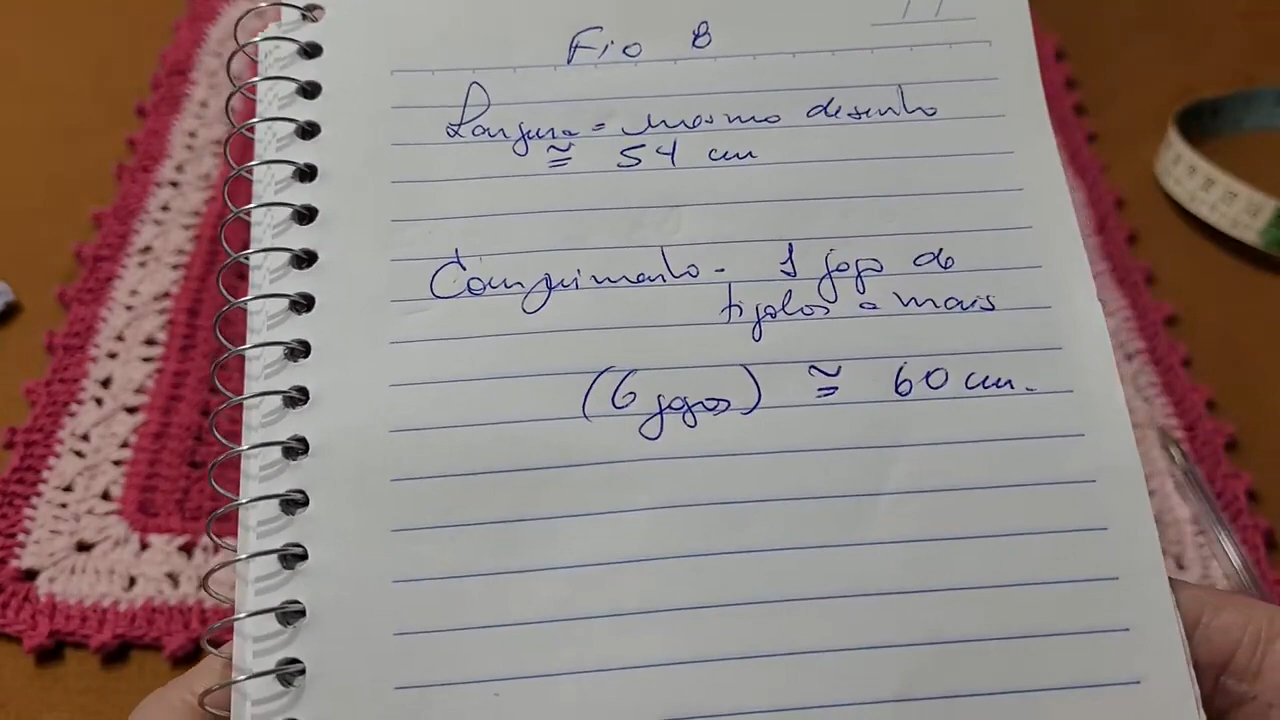 Fio 8
Largura = mesmo desenho
≅ 54 cm
Comprimento - 1 jogo de
tijolos a mais
(6 jogos) ≅ 60 cm.